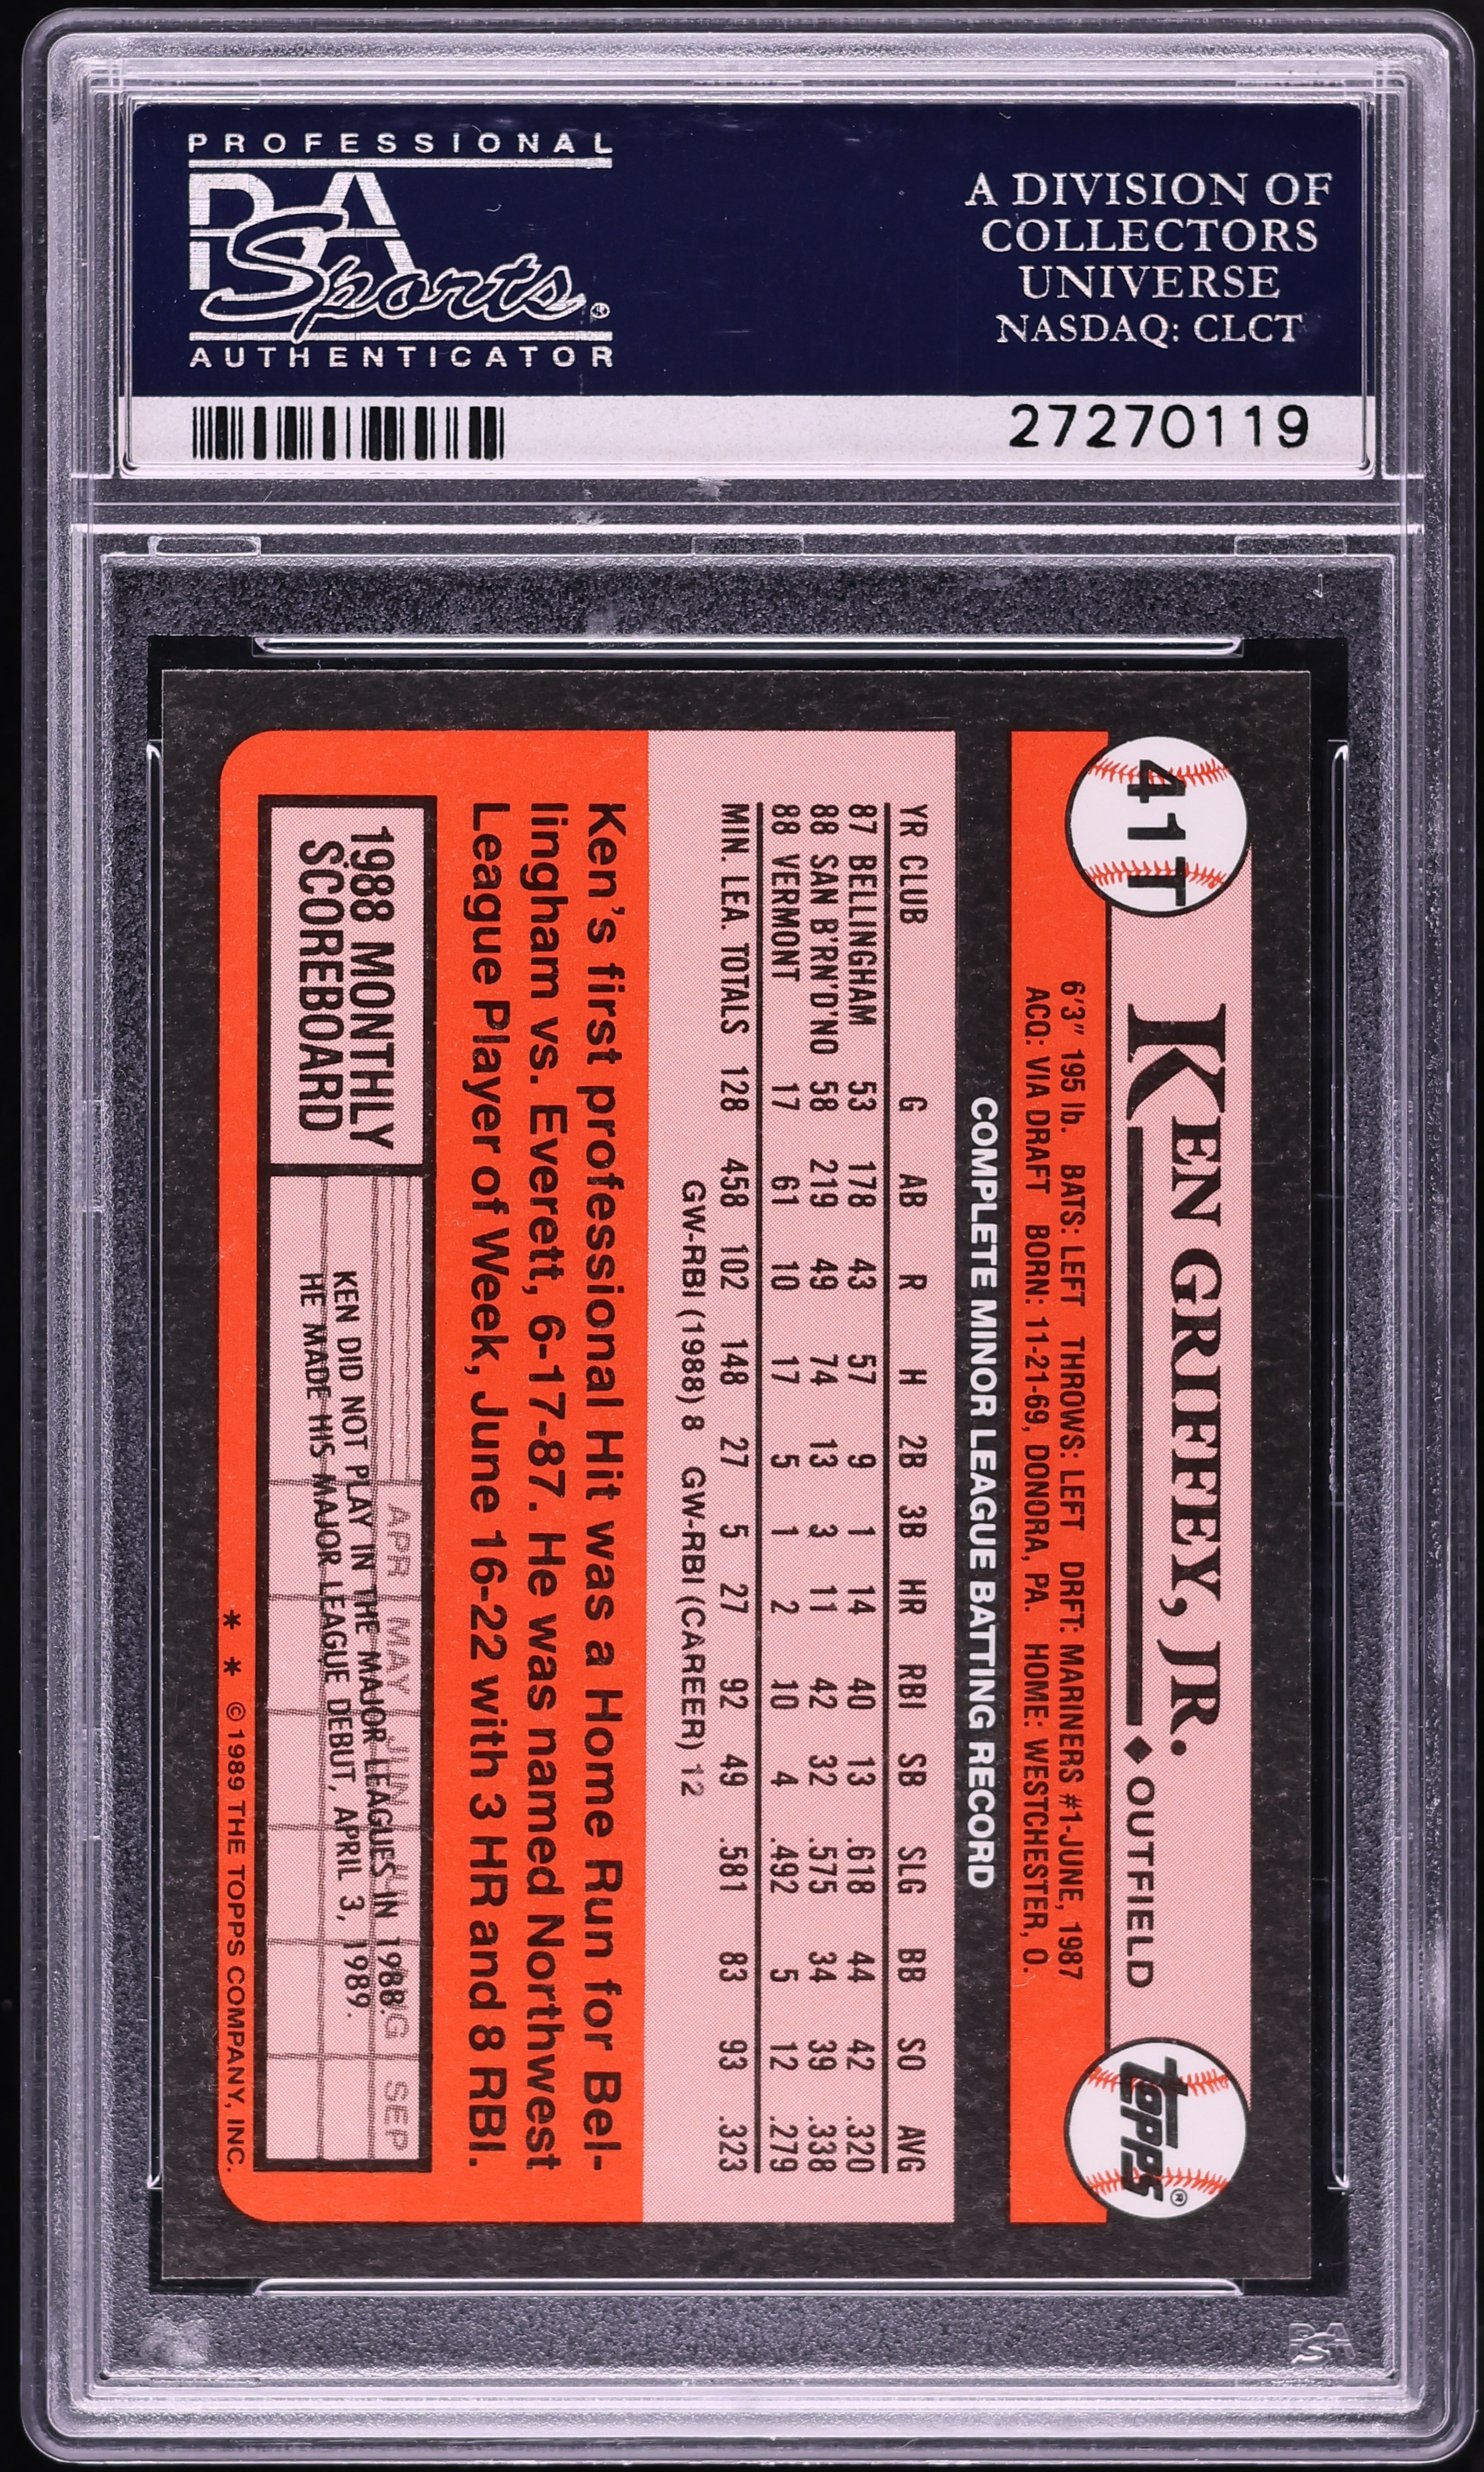 PROFESSIONAL
PSA
Sports®
AUTHENTICATOR
A DIVISION OF
COLLECTORS
UNIVERSE
NASDAQ: CLCT
27270119
41T
KEN GRIFFEY, JR. ◆ OUTFIELD
topps®
6'3" 195 lb. BATS: LEFT THROWS: LEFT DRFT: MARINERS #1-JUNE, 1987
ACQ: VIA DRAFT BORN: 11-21-69, DONORA, PA. HOME: WESTCHESTER, O.
COMPLETE MINOR LEAGUE BATTING RECORD
YR CLUB G AB R H 2B 3B HR RBI SB SLG BB SO AVG
87 BELLINGHAM 53 178 43 57 9 1 14 40 13 .618 44 42 .320
88 SAN B'RN'D'NO 58 219 49 74 13 3 11 42 32 .575 34 39 .338
88 VERMONT 17 61 10 17 5 1 2 10 4 .492 5 12 .279
MIN. LEA. TOTALS 128 458 102 148 27 5 27 92 49 .581 83 93 .323
GW-RBI (1988) 8 GW-RBI (CAREER) 12
Ken's first professional Hit was a Home Run for Bel-
lingham vs. Everett, 6-17-87. He was named Northwest
League Player of Week, June 16-22 with 3 HR and 8 RBI.
1988 MONTHLY
SCOREBOARD
APR MAY JUN JUL AUG SEP
KEN DID NOT PLAY IN THE MAJOR LEAGUES IN 1988.
HE MADE HIS MAJOR LEAGUE DEBUT, APRIL 3, 1989.
* * © 1989 THE TOPPS COMPANY, INC.
PSA